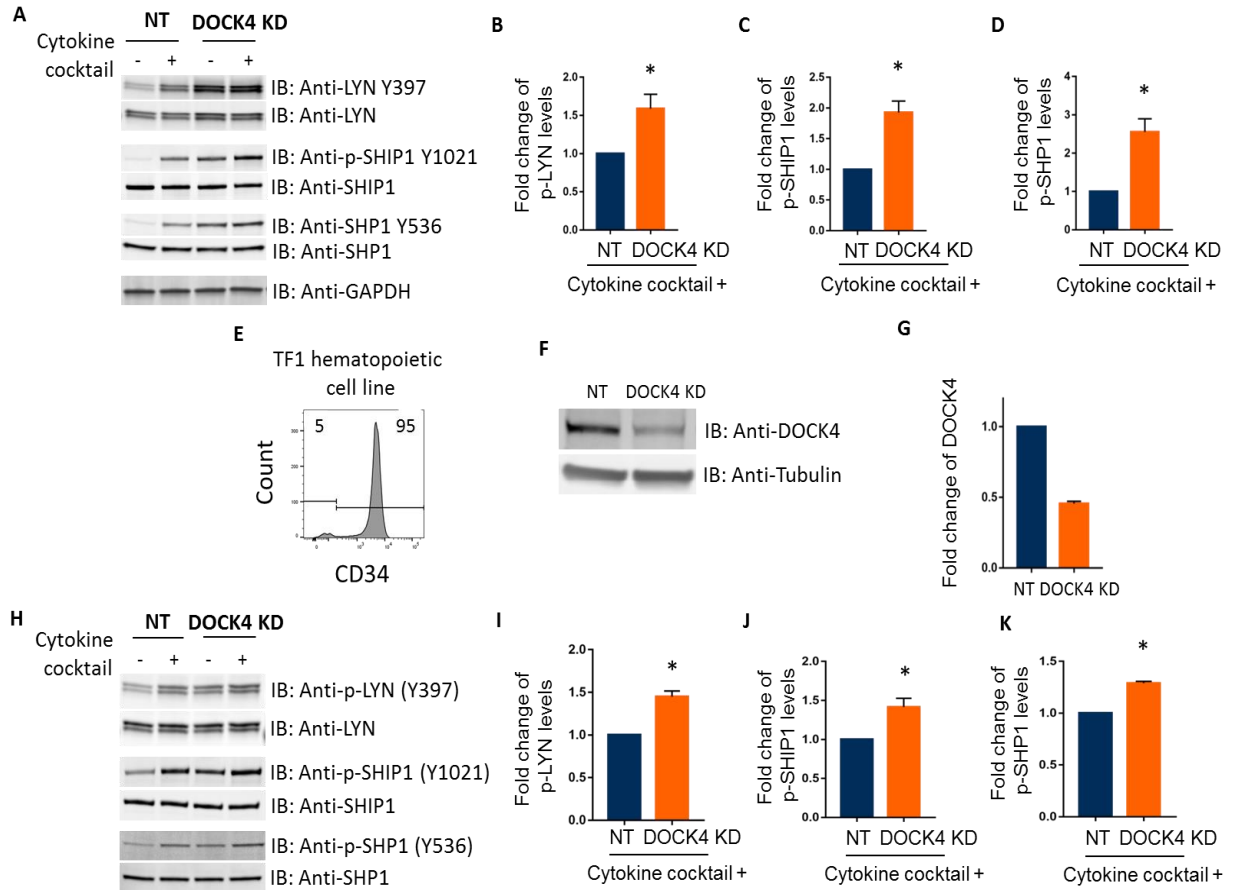 A
NT DOCK4 KD
Cytokine
cocktail
- + - +
IB: Anti-LYN Y397
IB: Anti-LYN
IB: Anti-p-SHIP1 Y1021
IB: Anti-SHIP1
IB: Anti-SHP1 Y536
IB: Anti-SHP1
IB: Anti-GAPDH
B
Fold change of
p-LYN levels
2.0
1.5
1.0
0.5
0.0
*
NT DOCK4 KD
Cytokine cocktail +
C
Fold change of
p-SHIP1 levels
2.5
2.0
1.5
1.0
0.5
0.0
*
NT DOCK4 KD
Cytokine cocktail +
D
Fold change of
p-SHP1 levels
4
3
2
1
0
*
NT DOCK4 KD
Cytokine cocktail +
E
TF1 hematopoietic
cell line
5 95
Count
CD34
F
NT DOCK4 KD
IB: Anti-DOCK4
IB: Anti-Tubulin
G
Fold change of DOCK4
1.0
0.5
0.0
NT DOCK4 KD
H
NT DOCK4 KD
Cytokine
cocktail
- + - +
IB: Anti-p-LYN (Y397)
IB: Anti-LYN
IB: Anti-p-SHIP1 (Y1021)
IB: Anti-SHIP1
IB: Anti-p-SHP1 (Y536)
IB: Anti-SHP1
I
Fold change of
p-LYN levels
2.0
1.5
1.0
0.5
0.0
*
NT DOCK4 KD
Cytokine cocktail +
J
Fold change of
p-SHIP1 levels
2.0
1.5
1.0
0.5
0.0
*
NT DOCK4 KD
Cytokine cocktail +
K
Fold change of
p-SHP1 levels
1.5
1.0
0.5
0.0
*
NT DOCK4 KD
Cytokine cocktail +